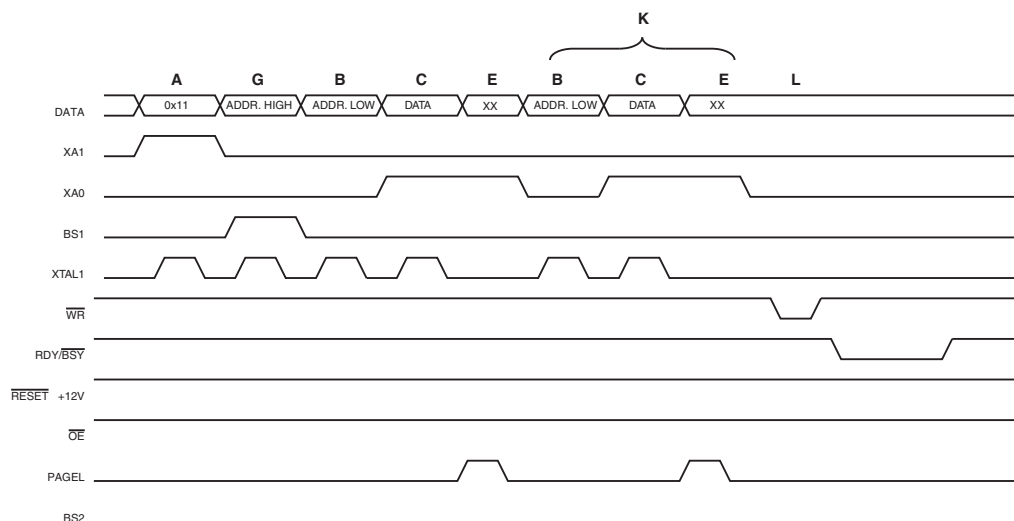 K
A G B C E B C E L
DATA 0x11 ADDR. HIGH ADDR. LOW DATA XX ADDR. LOW DATA XX
XA1
XA0
BS1
XTAL1
WR
RDY/BSY
RESET +12V
OE
PAGEL
BS2